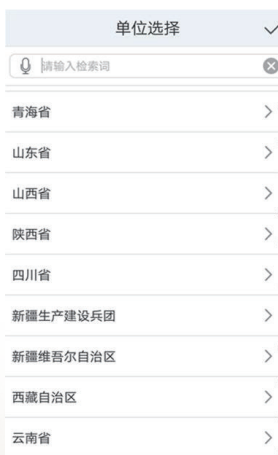 单位选择
请输入检索词
青海省
山东省
山西省
陕西省
四川省
新疆生产建设兵团
新疆维吾尔自治区
西藏自治区
云南省